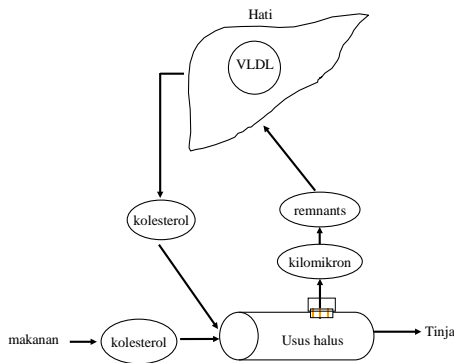 Hati
VLDL
kolesterol
remnants
kilomikron
makanan
kolesterol
Usus halus
Tinja